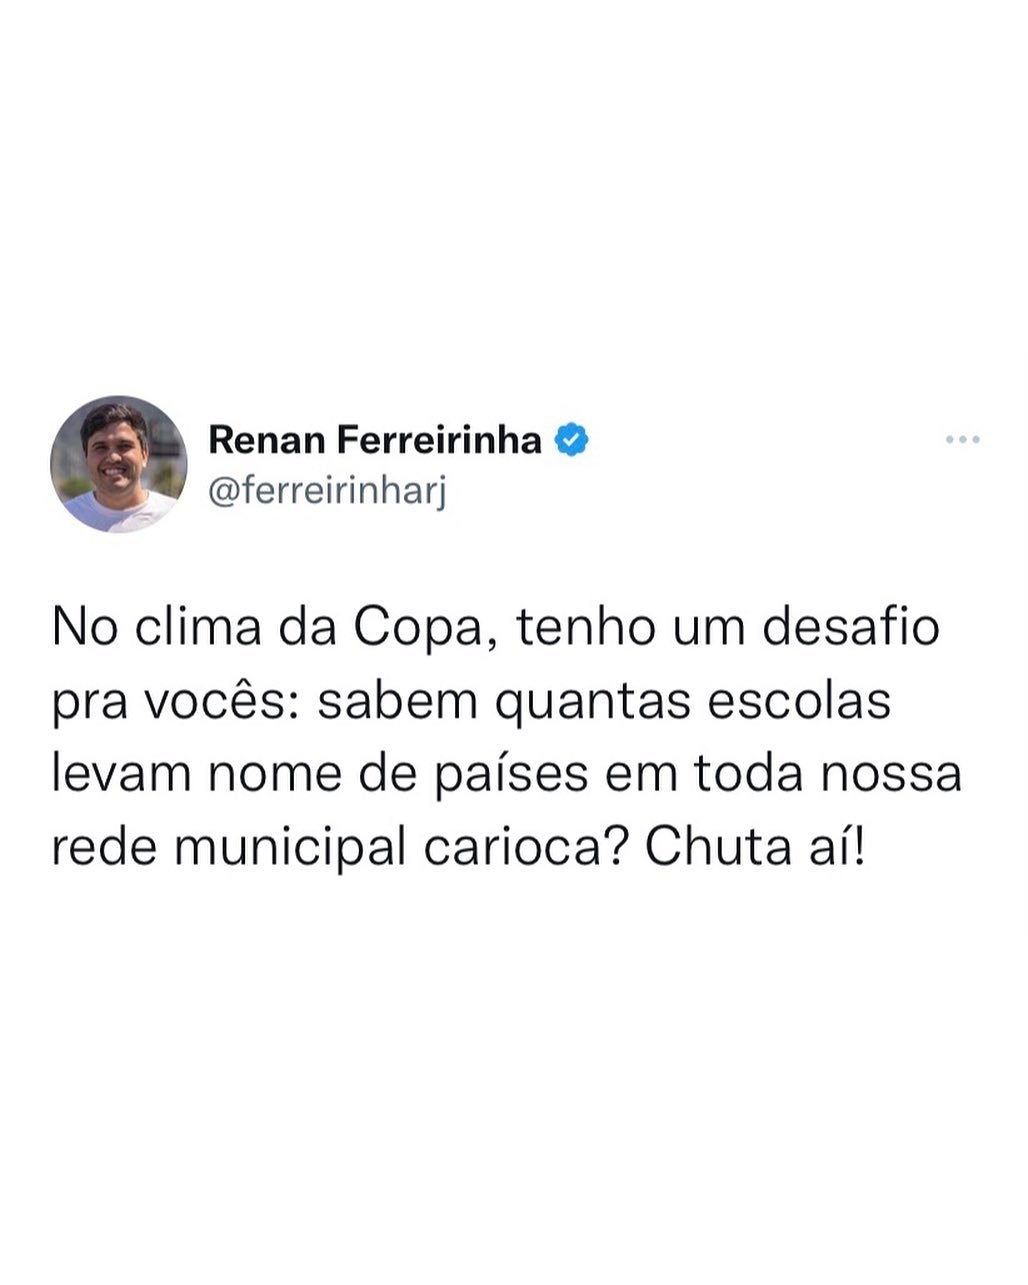 Renan Ferreirinha
@ferreirinharj
No clima da Copa, tenho um desafio
pra vocês: sabem quantas escolas
levam nome de países em toda nossa
rede municipal carioca? Chuta aí!